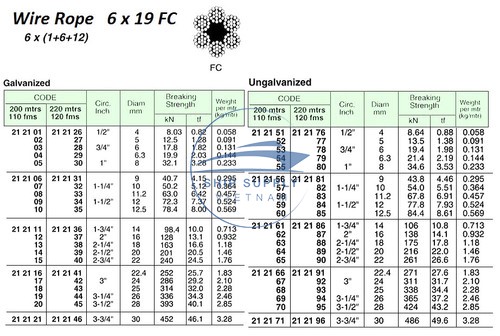 Wire Rope 6 x 19 FC
6 x (1+6+12)
FC
Galvanized
CODE Circ. Inch Diam mm Breaking Strength Weight per mtr (kg/mtr)
200 mtrs 110 fms 220 mtrs 120 fms kN tf
21 21 01 21 21 26 1/2" 4 8.03 0.82 0.058
02 27 5 12.5 1.28 0.091
03 28 3/4" 6 17.8 1.82 0.131
04 29 6.3 19.9 2.03 0.144
05 30 1" 8 32.1 3.28 0.233
21 21 06 21 21 31 9 40.7 4.15 0.295
07 32 1-1/4" 10 50.2 5.12 0.364
08 33 11.2 63.0 6.42 0.457
09 34 1-1/2" 12 72.3 7.37 0.524
10 35 12.5 78.4 8.00 0.569
21 21 11 21 21 36 1-3/4" 14 98.4 10.0 0.713
12 37 2" 16 128 13.1 0.932
13 38 2-1/4" 18 163 16.6 1.18
14 39 2-1/2" 20 201 20.5 1.46
15 40 2-3/4" 22 240 24.5 1.76
21 21 16 21 21 41 22.4 252 25.7 1.83
17 42 3" 24 286 29.2 2.10
18 43 25 314 32.0 2.28
19 44 3-1/4" 26 336 34.3 2.46
20 45 3-1/2" 28 393 40.1 2.85
21 21 21 21 21 46 3-3/4" 30 452 46.1 3.28
Ungalvanized
CODE Circ. Inch Diam mm Breaking Strength Weight per mtr (kg/mtr)
200 mtrs 110 fms 220 mtrs 120 fms kN tf
21 21 51 21 21 76 1/2" 4 8.64 0.88 0.058
52 77 5 13.5 1.38 0.091
53 78 3/4" 6 19.4 1.98 0.131
54 79 6.3 21.4 2.19 0.144
55 80 1" 8 34.6 3.53 0.233
21 21 56 21 21 81 9 43.8 4.46 0.295
57 82 1-1/4" 10 54.0 5.51 0.364
58 83 11.2 67.8 6.91 0.457
59 84 1-1/2" 12 77.8 7.93 0.524
60 85 12.5 84.4 8.61 0.569
21 21 61 21 21 86 1-3/4" 14 106 10.8 0.713
62 87 2" 16 138 14.1 0.932
63 88 2-1/4" 18 175 17.8 1.18
64 89 2-1/2" 20 216 22.0 1.46
65 90 2-3/4" 22 261 26.6 1.76
21 21 66 21 21 91 22.4 271 27.6 1.83
67 92 3" 24 311 31.7 2.10
68 93 25 338 34.4 2.28
69 94 3-1/4" 26 365 37.2 2.46
70 95 3-1/2" 28 424 43.2 2.85
21 21 71 21 21 96 3-3/4" 30 486 49.6 3.28